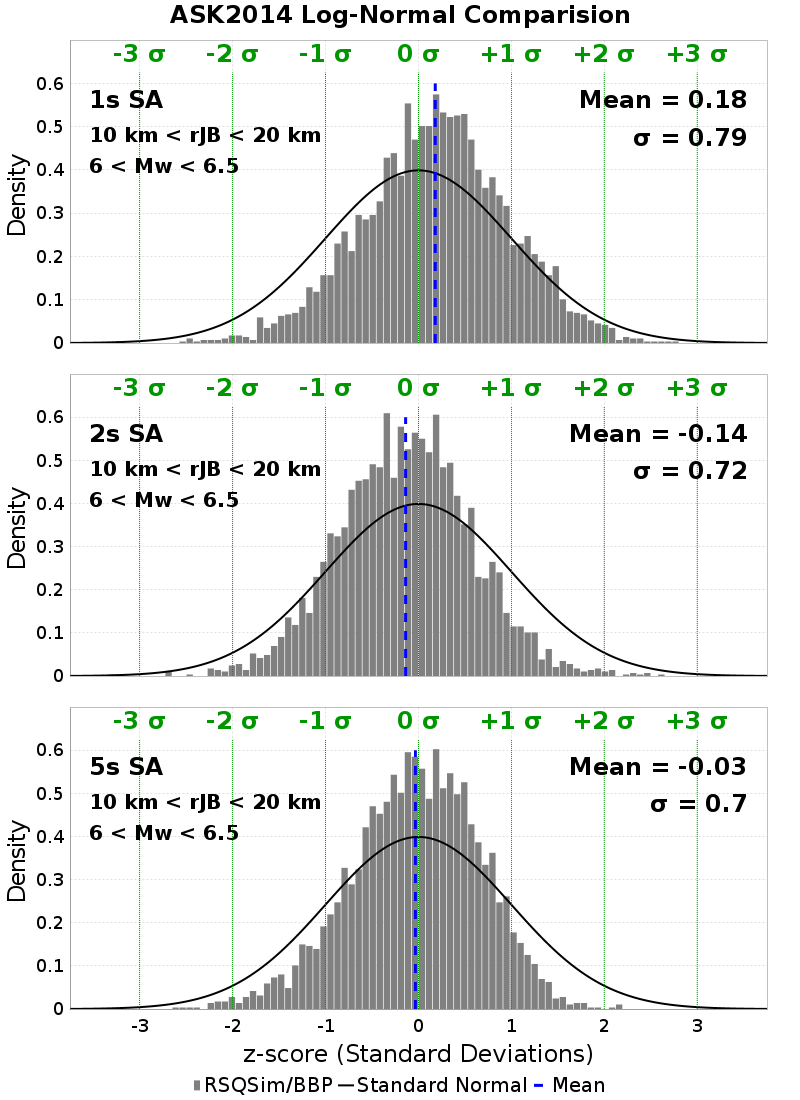 ASK2014 Log-Normal Comparision
-3 σ -2 σ -1 σ 0 σ +1 σ +2 σ +3 σ
1s SA
10 km < rJB < 20 km
6 < Mw < 6.5
Mean = 0.18
σ = 0.79
Density
0.6
0.5
0.4
0.3
0.2
0.1
0
-3 σ -2 σ -1 σ 0 σ +1 σ +2 σ +3 σ
2s SA
10 km < rJB < 20 km
6 < Mw < 6.5
Mean = -0.14
σ = 0.72
Density
0.6
0.5
0.4
0.3
0.2
0.1
0
-3 σ -2 σ -1 σ 0 σ +1 σ +2 σ +3 σ
5s SA
10 km < rJB < 20 km
6 < Mw < 6.5
Mean = -0.03
σ = 0.7
Density
0.6
0.5
0.4
0.3
0.2
0.1
0
-3 -2 -1 0 1 2 3
z-score (Standard Deviations)
RSQSim/BBP Standard Normal Mean